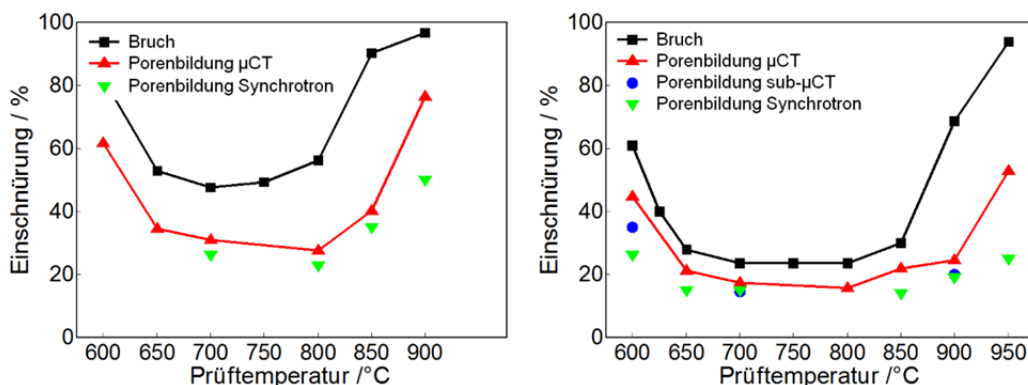 100
80
60
40
20
0
Einschnürung / %
Bruch
Porenbildung µCT
Porenbildung Synchrotron
600 650 700 750 800 850 900
Prüftemperatur /°C
100
80
60
40
20
0
Einschnürung / %
Bruch
Porenbildung µCT
Porenbildung sub-µCT
Porenbildung Synchrotron
600 650 700 750 800 850 900 950
Prüftemperatur /°C